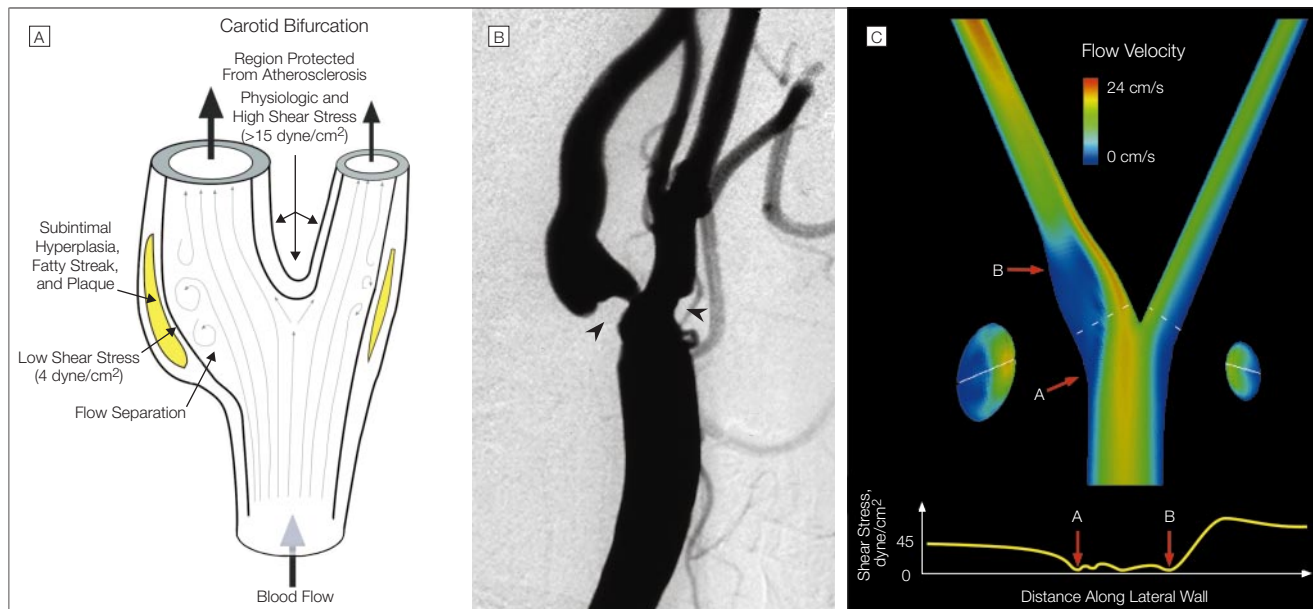 A
Carotid Bifurcation
Region Protected
From Atherosclerosis
Physiologic and
High Shear Stress
(>15 dyne/cm2)
Subintimal
Hyperplasia,
Fatty Streak,
and Plaque
Low Shear Stress
(4 dyne/cm2)
Flow Separation
Blood Flow
B
C
Flow Velocity
24 cm/s
0 cm/s
B
A
Shear Stress,
dyne/cm2
45
0
A
B
Distance Along Lateral Wall